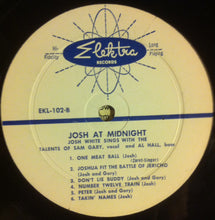 Hi-
Fidelity
Elektra
RECORDS
Long
Playing
EKL-102-B
JOSH AT MIDNIGHT
JOSH WHITE SINGS WITH THE
TALENTS OF SAM GARY, vocal and AL HALL, bass
1. ONE MEAT BALL (Josh)
2. JOSHUA FIT THE BATTLE OF JERICHO
(Josh and Gary)
3. DON'T LIE BUDDY (Josh and Gary)
4. NUMBER TWELVE TRAIN (Josh)
5. PETER (Josh and Gary)
6. TAKIN' NAMES (Josh)